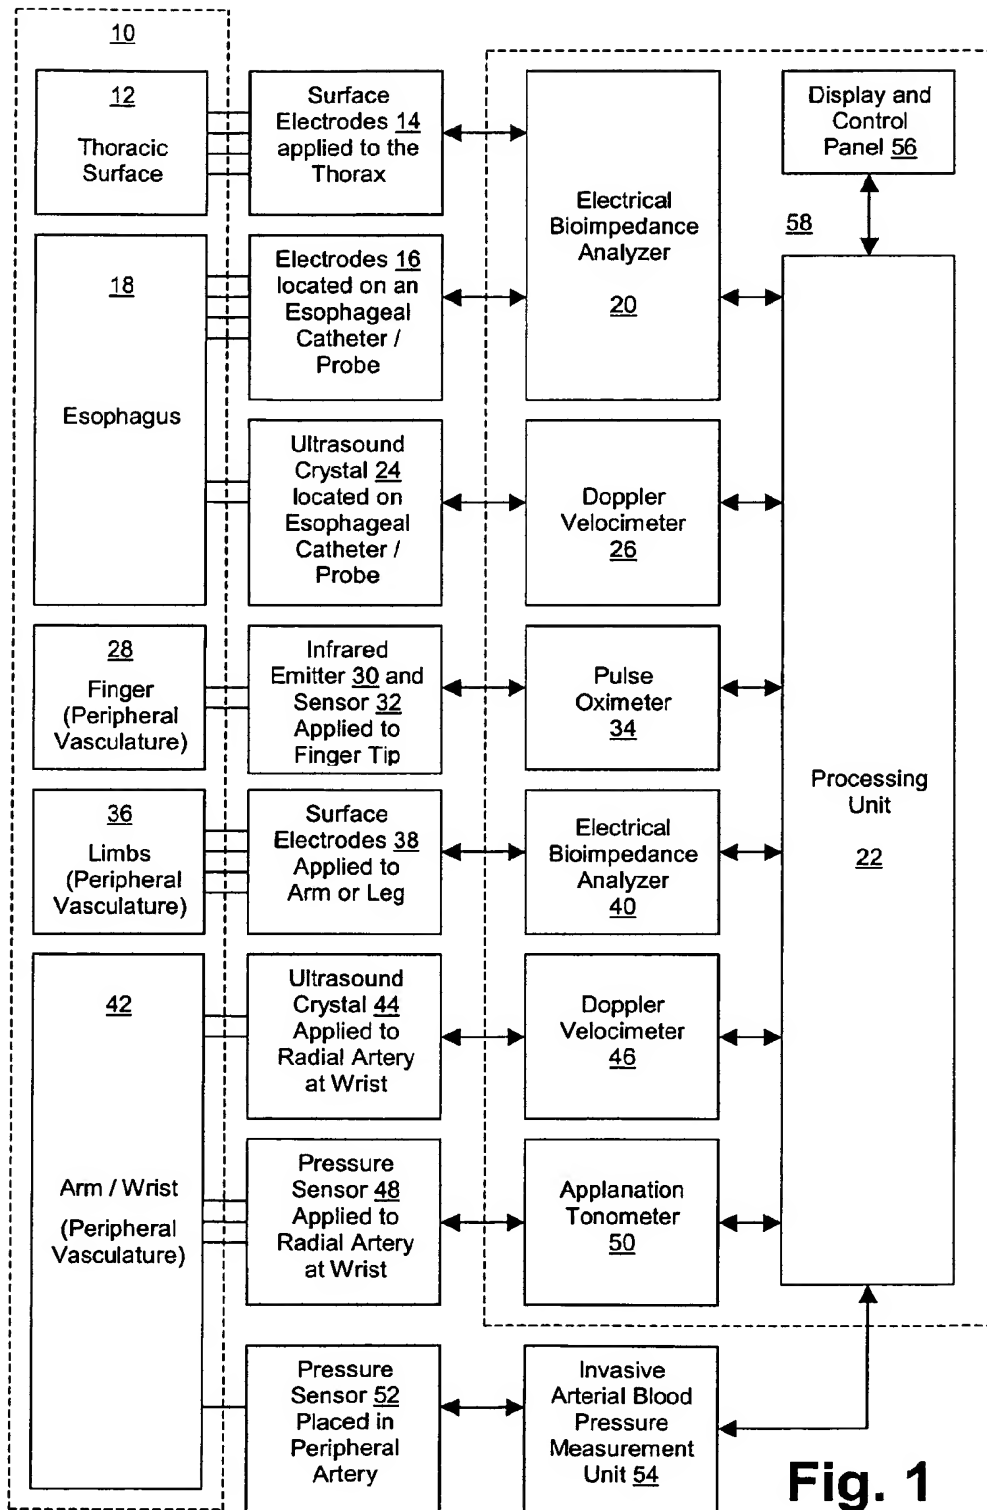 10
12
Thoracic
Surface
Surface
Electrodes 14
applied to the
Thorax
Electrical
Bioimpedance
Analyzer
20
Display and
Control
Panel 56
58
18
Esophagus
Electrodes 16
located on an
Esophageal
Catheter /
Probe
Ultrasound
Crystal 24
located on
Esophageal
Catheter /
Probe
Doppler
Velocimeter
26
28
Finger
(Peripheral
Vasculature)
Infrared
Emitter 30 and
Sensor 32
Applied to
Finger Tip
Pulse
Oximeter
34
Processing
Unit
22
36
Limbs
(Peripheral
Vasculature)
Surface
Electrodes 38
Applied to
Arm or Leg
Electrical
Bioimpedance
Analyzer
40
42
Arm / Wrist
(Peripheral
Vasculature)
Ultrasound
Crystal 44
Applied to
Radial Artery
at Wrist
Doppler
Velocimeter
46
Pressure
Sensor 48
Applied to
Radial Artery
at Wrist
Applanation
Tonometer
50
Pressure
Sensor 52
Placed in
Peripheral
Artery
Invasive
Arterial Blood
Pressure
Measurement
Unit 54
Fig. 1